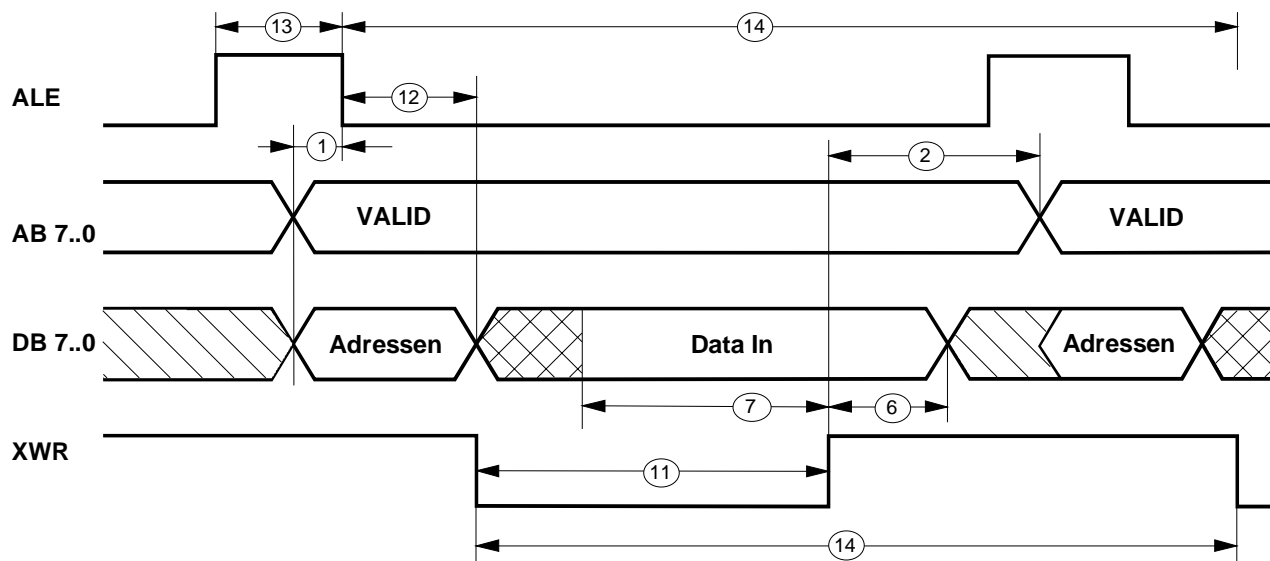 13 14
ALE 12
1 2
AB 7..0 VALID VALID
DB 7..0 Adressen Data In Adressen
7 6
XWR
11
14